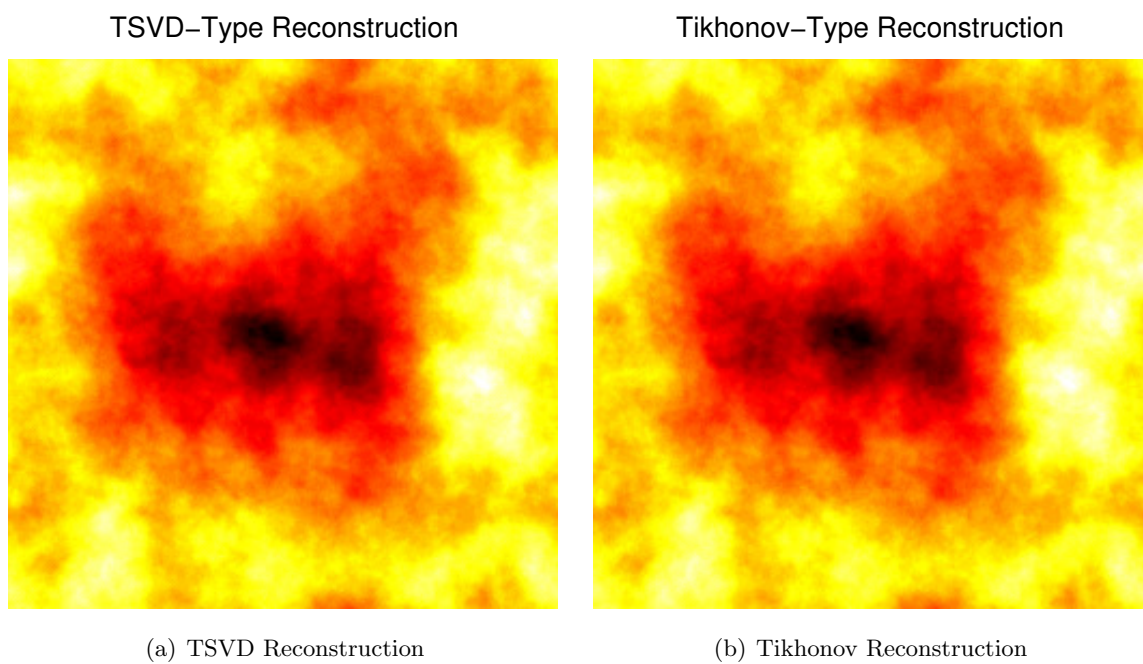 TSVD−Type Reconstruction
Tikhonov−Type Reconstruction
(a) TSVD Reconstruction
(b) Tikhonov Reconstruction